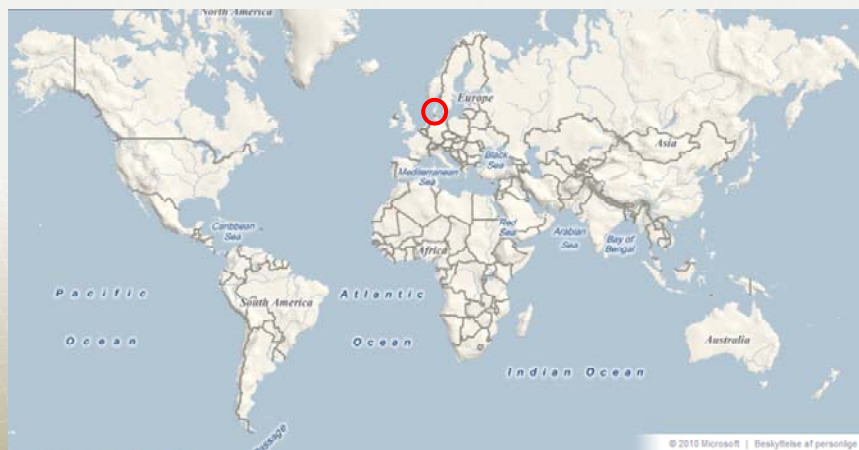 North America
Europe
Asia
Black
Sea
Mediterranean
Sea
Caribbean
Sea
Red
Sea
Arabian
Sea
Bay of
Bengal
Africa
Pacific
Ocean
Atlantic
Ocean
South America
Australia
Indian Ocean
© 2010 Microsoft | Beskyttelse af personlige